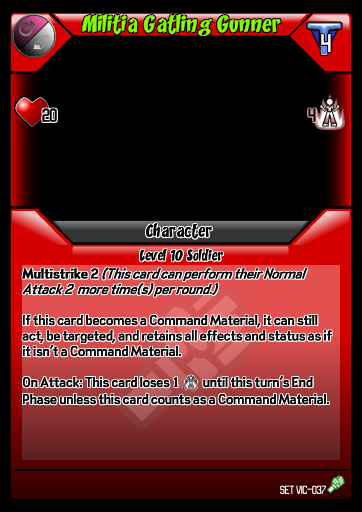 Militia Gatling Gunner
4
20
4
Character
Level 10 Soldier
Multistrike 2 (This card can perform their Normal
Attack 2 more time(s) per round.)
If this card becomes a Command Material, it can still
act, be targeted, and retains all effects and status as if
it isn't a Command Material.
On Attack: This card loses 1 until this turn's End
Phase unless this card counts as a Command Material.
SET VIC-037